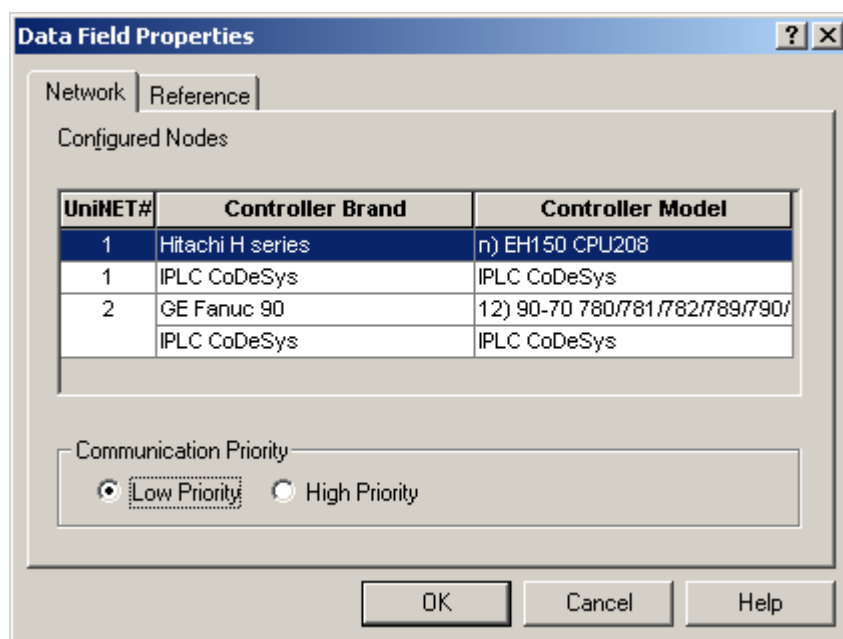 Data Field Properties
Network Reference
Configured Nodes
UniNET# Controller Brand Controller Model
1 Hitachi H series n) EH150 CPU208
1 IPLC CoDeSys IPLC CoDeSys
2 GE Fanuc 90 12) 90-70 780/781/782/789/790/
IPLC CoDeSys IPLC CoDeSys
Communication Priority
Low Priority High Priority
OK Cancel Help